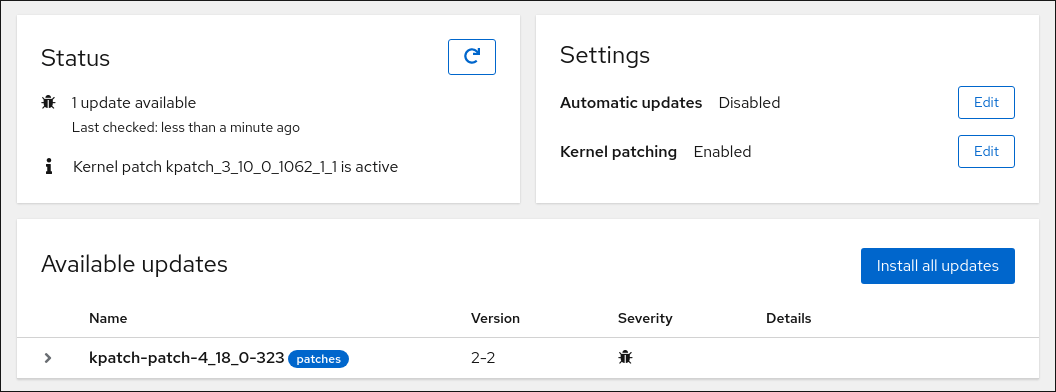 Status
1 update available
Last checked: less than a minute ago
Kernel patch kpatch_3_10_0_1062_1_1 is active
Settings
Automatic updates Disabled Edit
Kernel patching Enabled Edit
Available updates Install all updates
Name Version Severity Details
kpatch-patch-4_18_0-323 patches 2-2